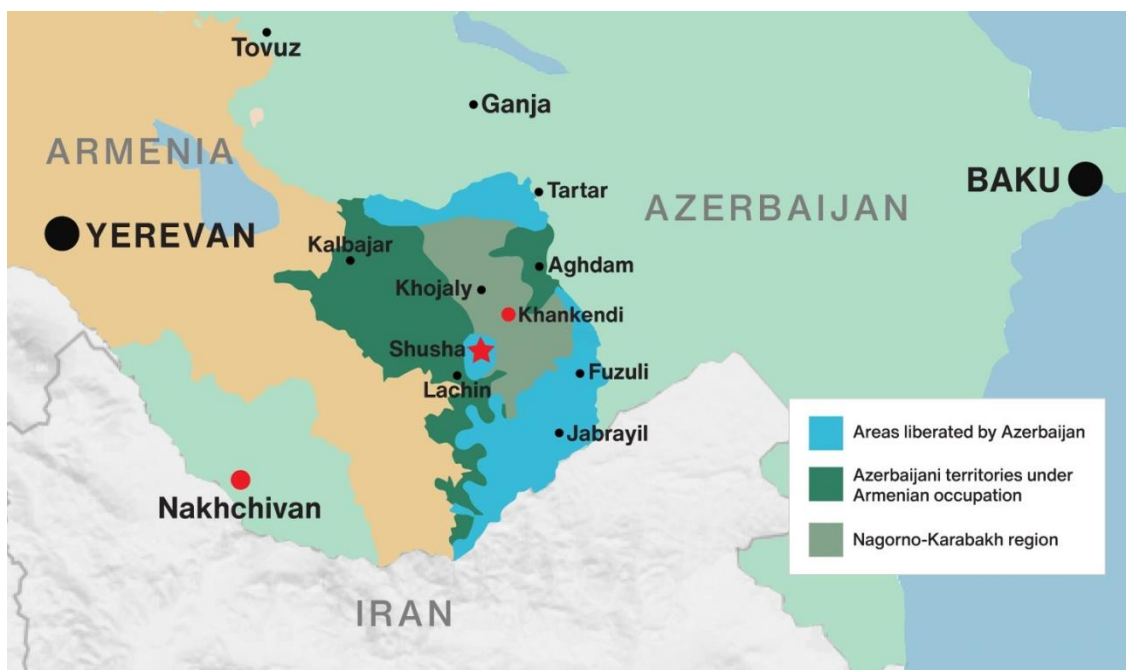 Tovuz
Ganja
ARMENIA
Tartar
BAKU
AZERBAIJAN
YEREVAN
Kalbajar
Aghdam
Khojaly
Khankendi
Shusha
Fuzuli
Lachin
Jabrayil
Areas liberated by Azerbaijan
Azerbaijani territories under
Armenian occupation
Nagorno-Karabakh region
Nakhchivan
IRAN